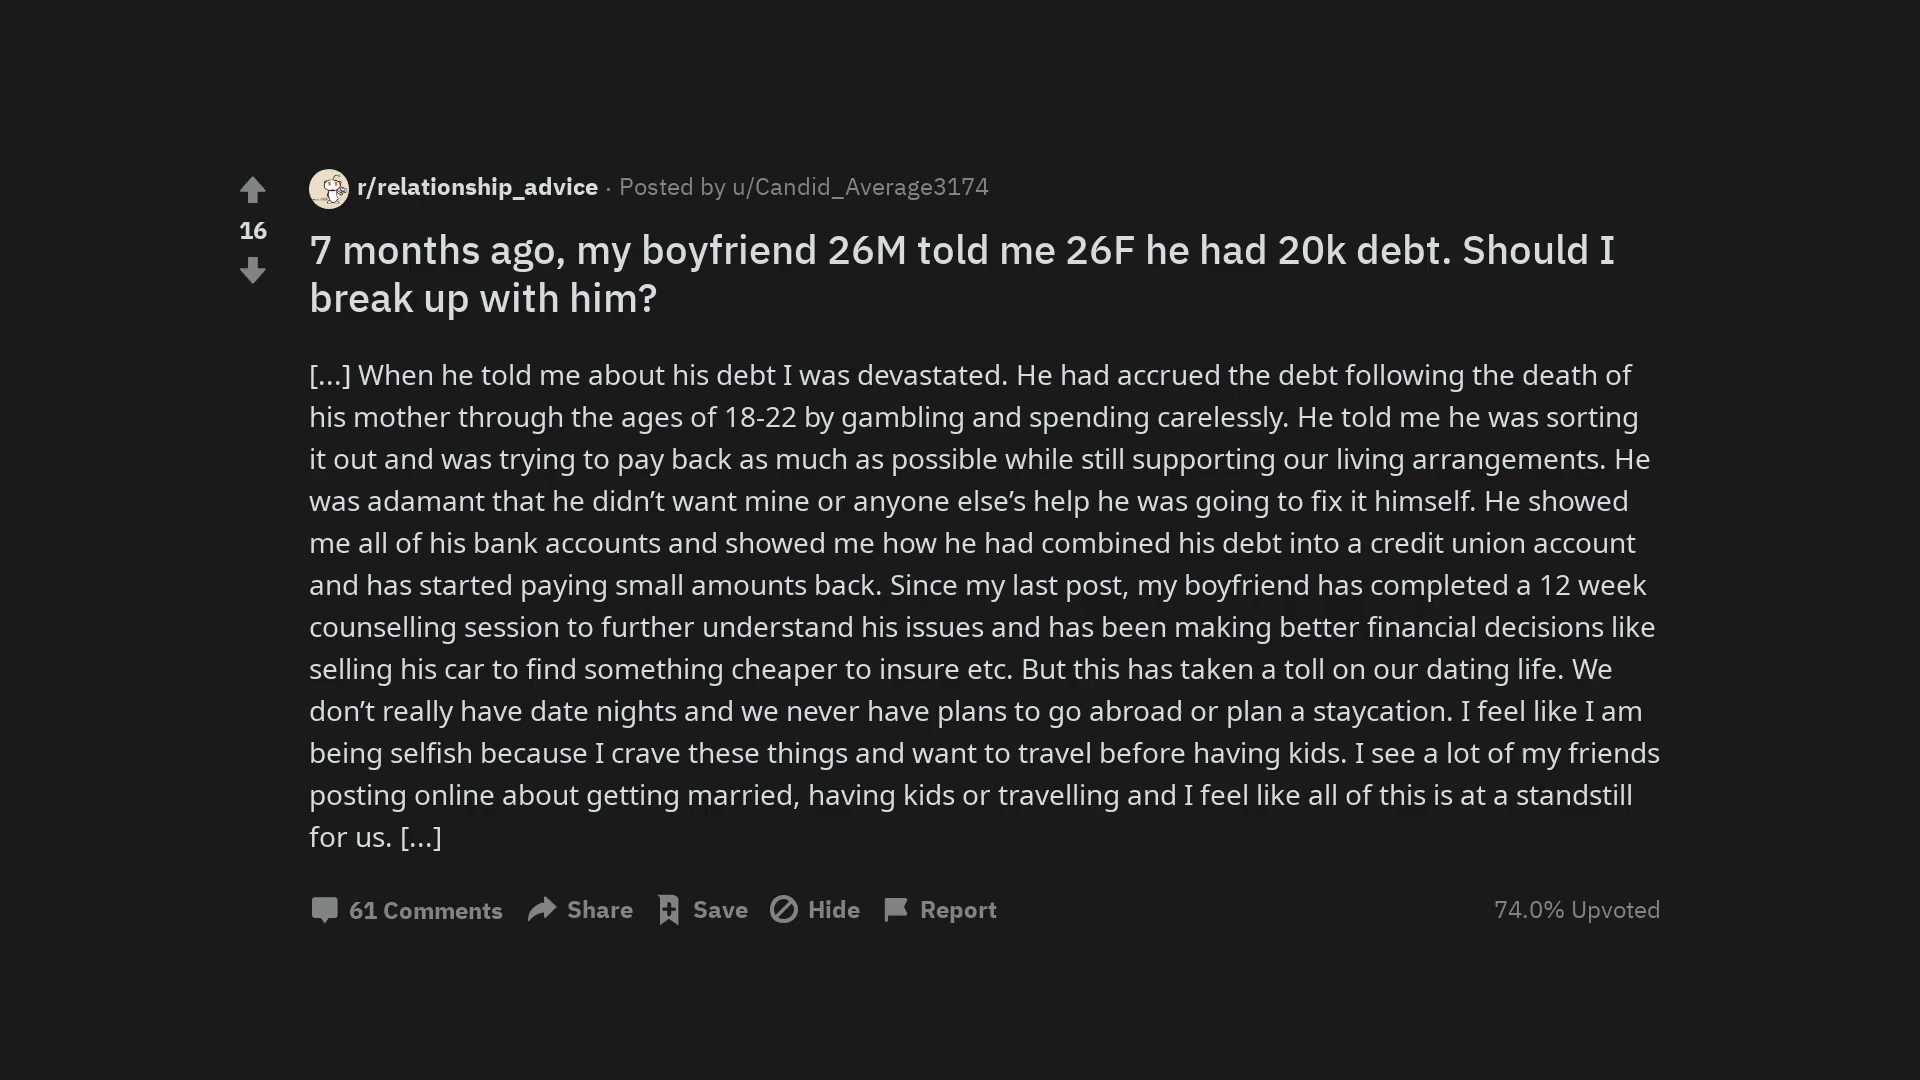 r/relationship_advice · Posted by u/Candid_Average3174
16
7 months ago, my boyfriend 26M told me 26F he had 20k debt. Should I
break up with him?
[...] When he told me about his debt I was devastated. He had accrued the debt following the death of
his mother through the ages of 18-22 by gambling and spending carelessly. He told me he was sorting
it out and was trying to pay back as much as possible while still supporting our living arrangements. He
was adamant that he didn’t want mine or anyone else’s help he was going to fix it himself. He showed
me all of his bank accounts and showed me how he had combined his debt into a credit union account
and has started paying small amounts back. Since my last post, my boyfriend has completed a 12 week
counselling session to further understand his issues and has been making better financial decisions like
selling his car to find something cheaper to insure etc. But this has taken a toll on our dating life. We
don’t really have date nights and we never have plans to go abroad or plan a staycation. I feel like I am
being selfish because I crave these things and want to travel before having kids. I see a lot of my friends
posting online about getting married, having kids or travelling and I feel like all of this is at a standstill
for us. [...]
61 Comments Share Save Hide Report 74.0% Upvoted